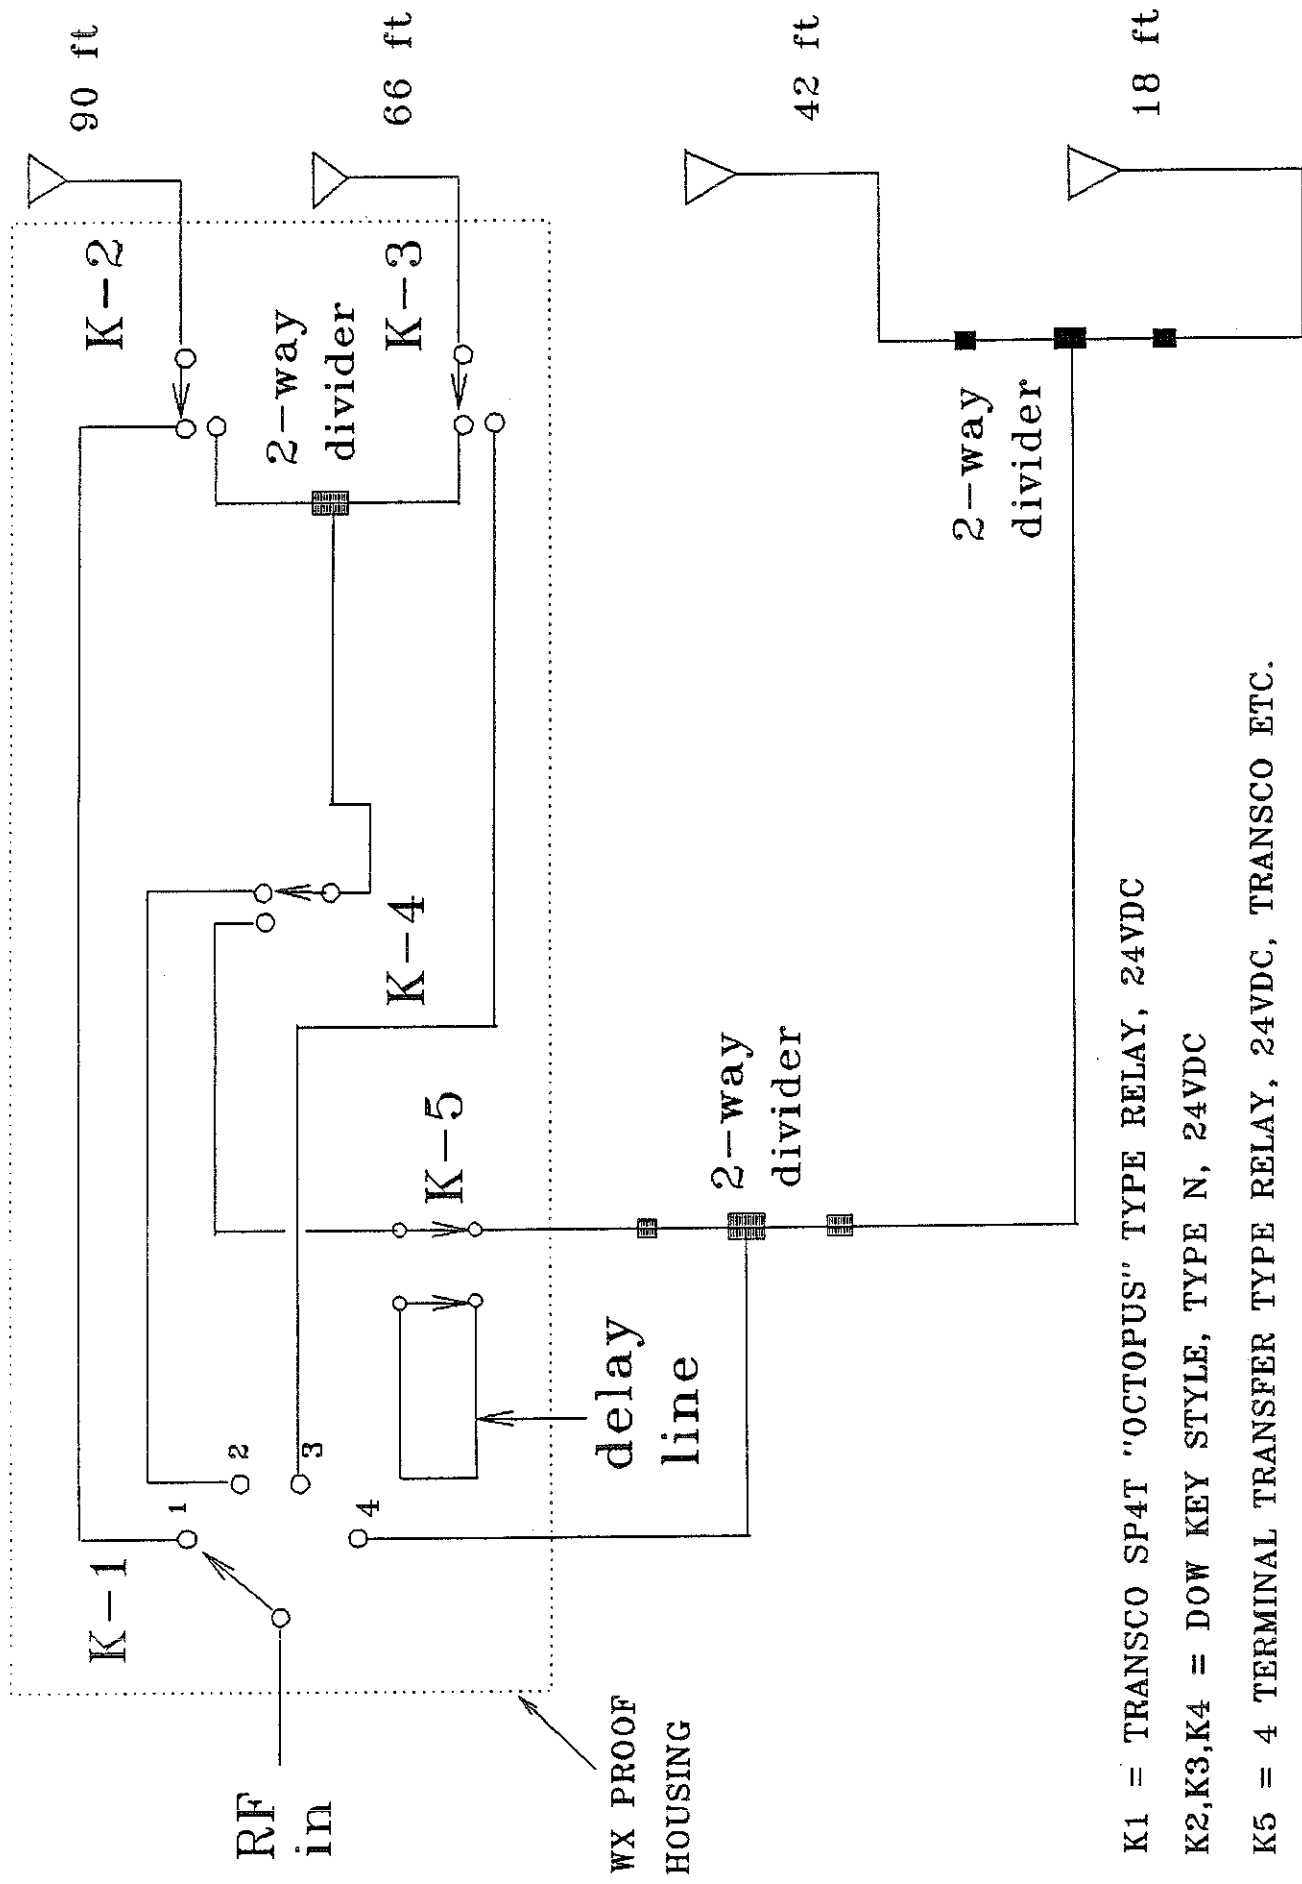 90 ft
66 ft
42 ft
18 ft
K-2
2-way
divider
K-3
2-way
divider
K-4
K-5
2-way
divider
K-1
1
2
3
4
delay
line
RF
in
WX PROOF
HOUSING
K1 = TRANSCO SP4T "OCTOPUS" TYPE RELAY, 24VDC
K2,K3,K4 = DOW KEY STYLE, TYPE N, 24VDC
K5 = 4 TERMINAL TRANSFER TYPE RELAY, 24VDC, TRANSCO ETC.